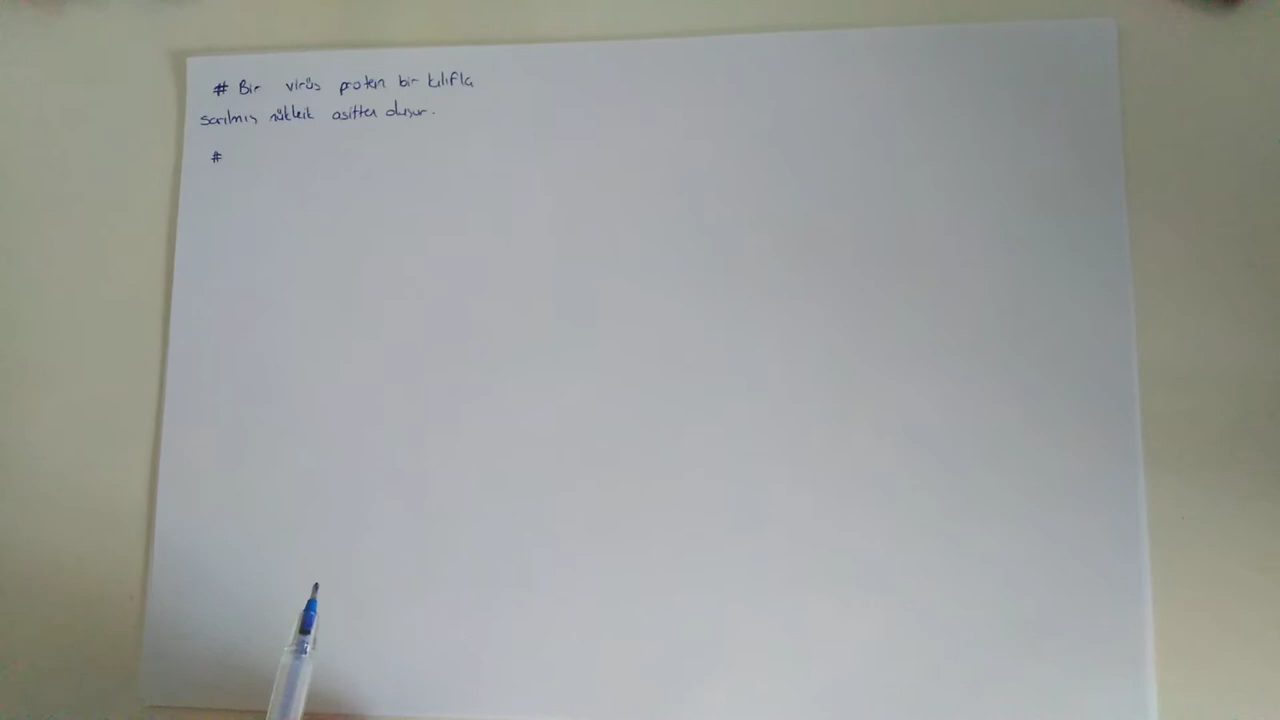 # Bir virüs protein bir kılıfla
sarılmış nükleik asitten oluşur.
#